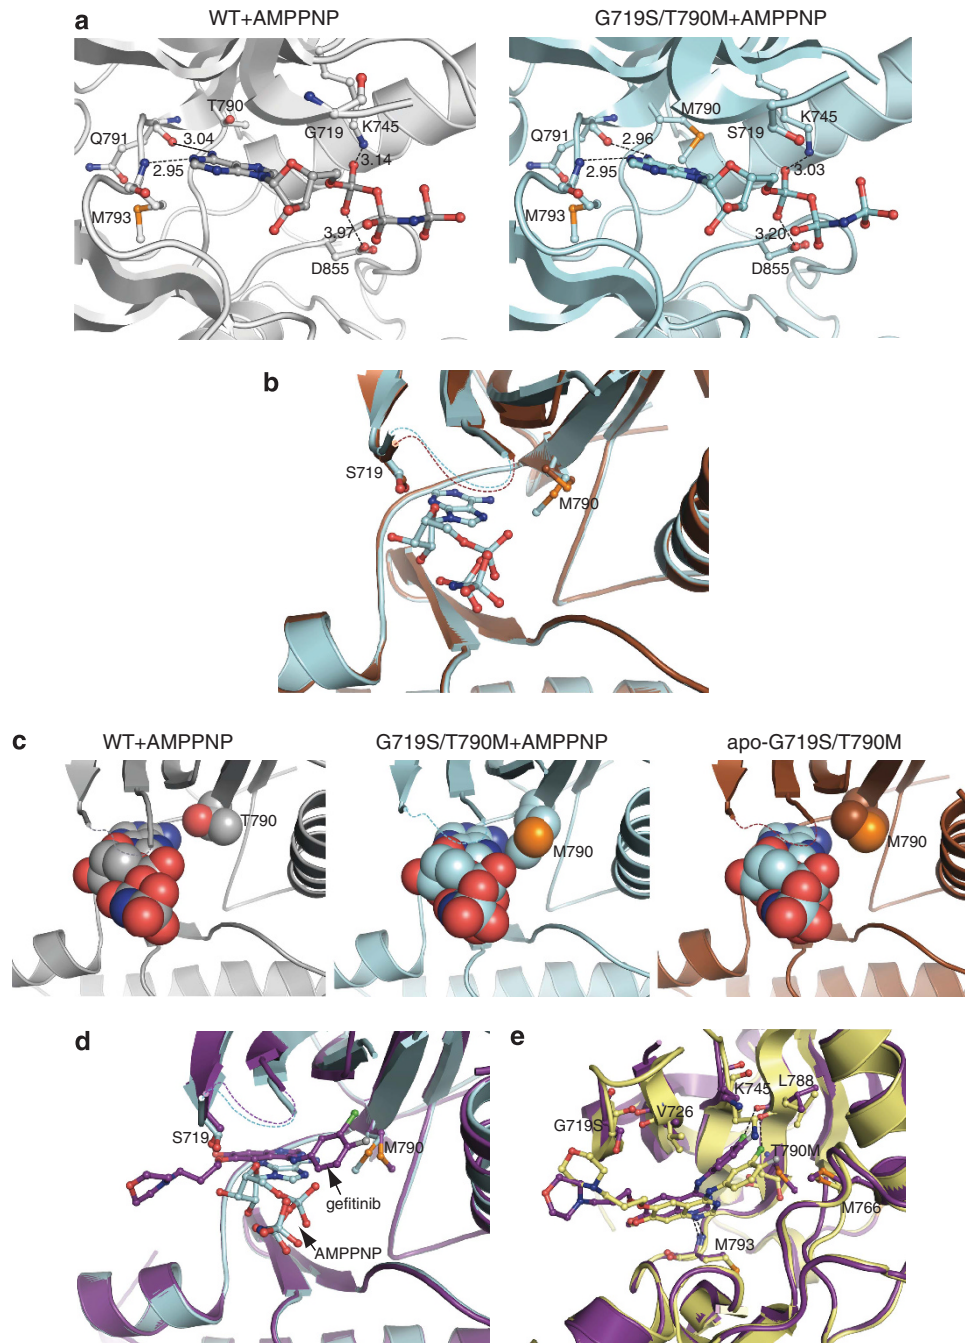 a
WT+AMPPNP
G719S/T790M+AMPPNP
T790
G719
K745
Q791
3.04
3.14
2.95
M793
3.97
D855
M790
S719
K745
Q791
2.96
3.03
2.95
M793
3.20
D855
b
S719
M790
c
WT+AMPPNP
G719S/T790M+AMPPNP
apo-G719S/T790M
T790
M790
M790
d
S719
M790
gefitinib
AMPPNP
e
K745
L788
V726
G719S
T790M
M766
M793